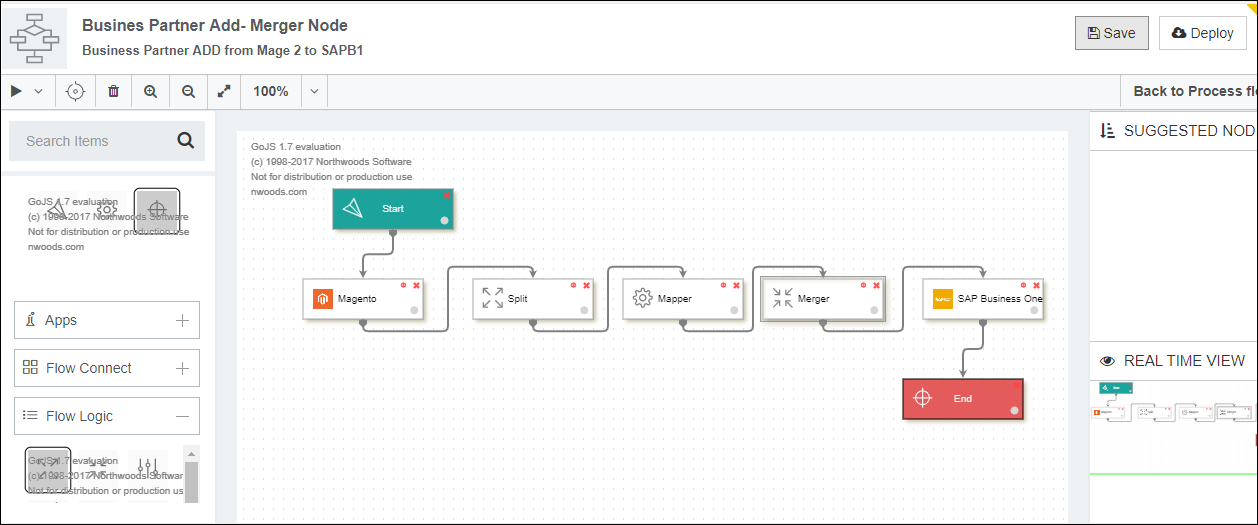 Busines Partner Add- Merger Node
Business Partner ADD from Mage 2 to SAPB1
Save
Deploy
100%
Back to Process fl
Search Items
GoJS 1.7 evaluation
(c) 1998-2017 Northwoods Software
Not for distribution or production use
nwoods.com
Apps
Flow Connect
Flow Logic
GoJS 1.7 evaluation
(c) 1998-2017 Northwoods Softwar
Not for distribution or production us
GoJS 1.7 evaluation
(c) 1998-2017 Northwoods Software
Not for distribution or production use
nwoods.com
Start
Magento
Split
Mapper
Merger
SAP Business One
End
SUGGESTED NOD
REAL TIME VIEW